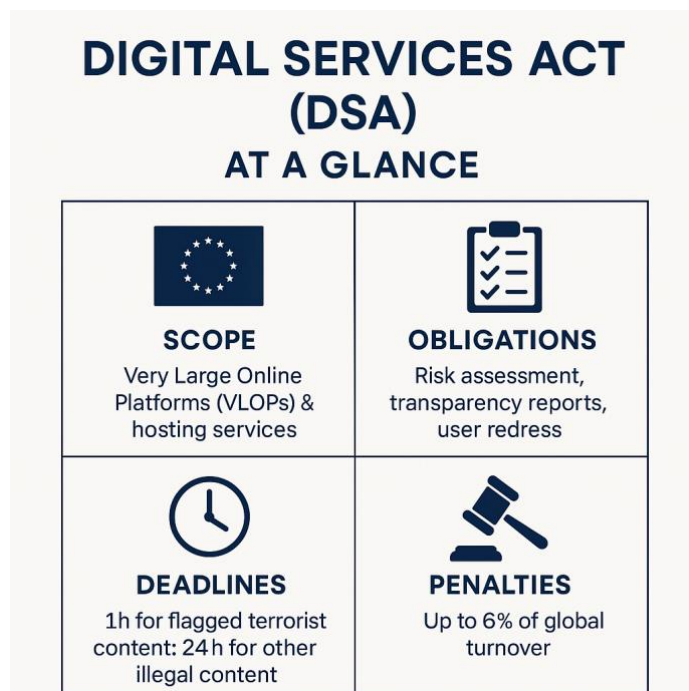 DIGITAL SERVICES ACT
(DSA)
AT A GLANCE
SCOPE
Very Large Online
Platforms (VLOPs) &
hosting services
OBLIGATIONS
Risk assessment,
transparency reports,
user redress
DEADLINES
1h for flagged terrorist
content: 24h for other
illegal content
PENALTIES
Up to 6% of global
turnover